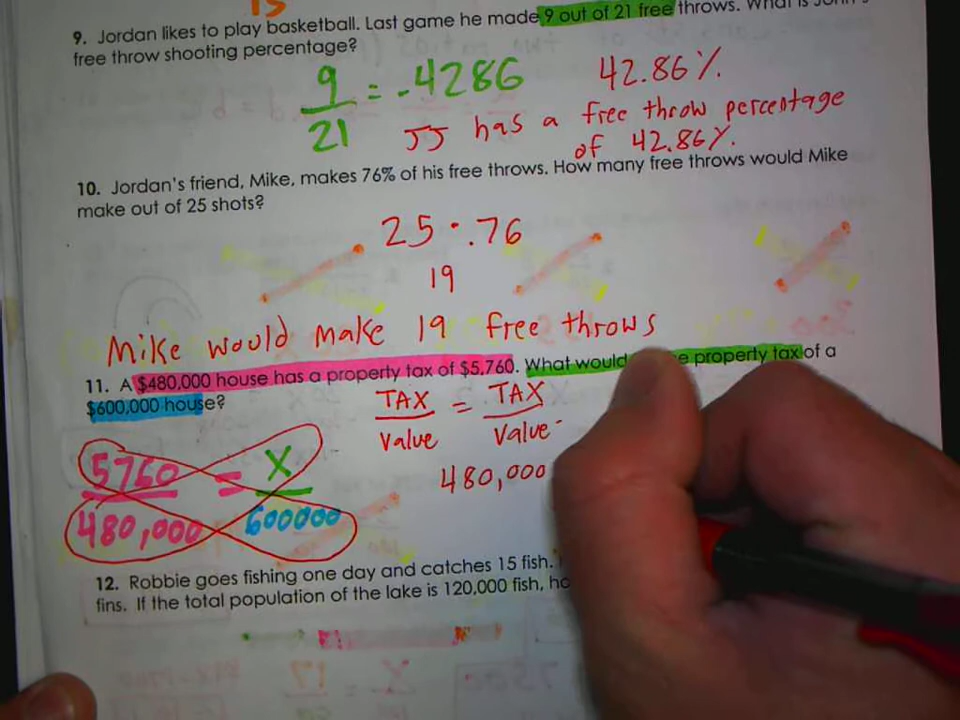 9. Jordan likes to play basketball. Last game he made 9 out of 21 free throws. What is John's
free throw shooting percentage?
9/21 = .4286 42.86%
JJ has a free throw percentage
of 42.86%.
10. Jordan's friend, Mike, makes 76% of his free throws. How many free throws would Mike
make out of 25 shots?
25 · .76
19
Mike would make 19 free throws
11. A $480,000 house has a property tax of $5,760. What would property tax of a
$600,000 house?
TAX/Value = TAX/Value
5760/480,000 = X/600000
480,000
12. Robbie goes fishing one day and catches 15 fish.
fins. If the total population of the lake is 120,000 fish,